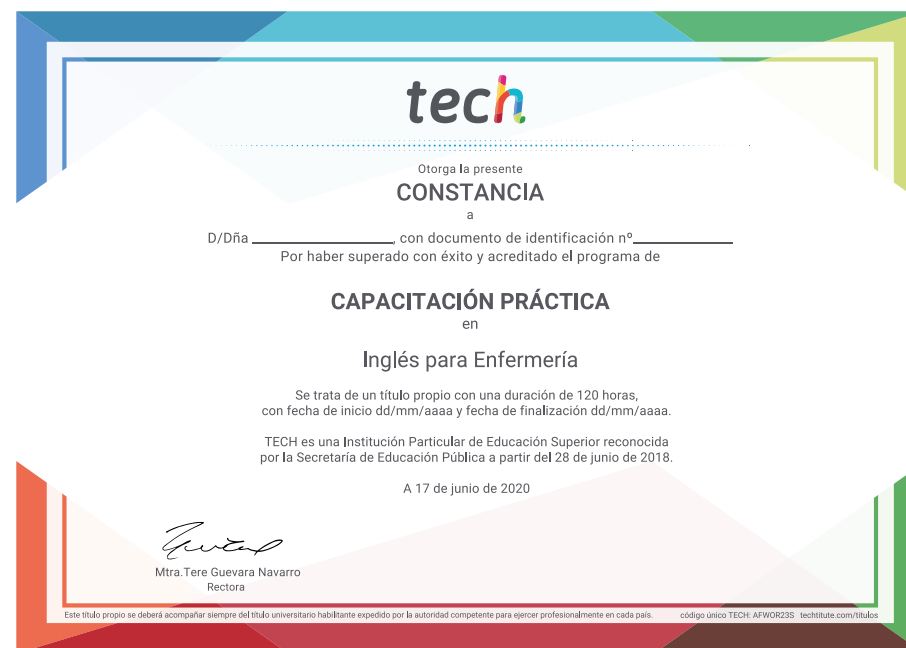 tech
Otorga la presente
CONSTANCIA
a
D/Dña ____________________, con documento de identificación nº______________
Por haber superado con éxito y acreditado el programa de
CAPACITACIÓN PRÁCTICA
en
Inglés para Enfermería
Se trata de un título propio con una duración de 120 horas,
con fecha de inicio dd/mm/aaaa y fecha de finalización dd/mm/aaaa.
TECH es una Institución Particular de Educación Superior reconocida
por la Secretaría de Educación Pública a partir del 28 de junio de 2018.
A 17 de junio de 2020
Mtra.Tere Guevara Navarro
Rectora
Este título propio se deberá acompañar siempre del título universitario habilitante expedido por la autoridad competente para ejercer profesionalmente en cada país. código único TECH: AFWOR23S techtitute.com/titulos